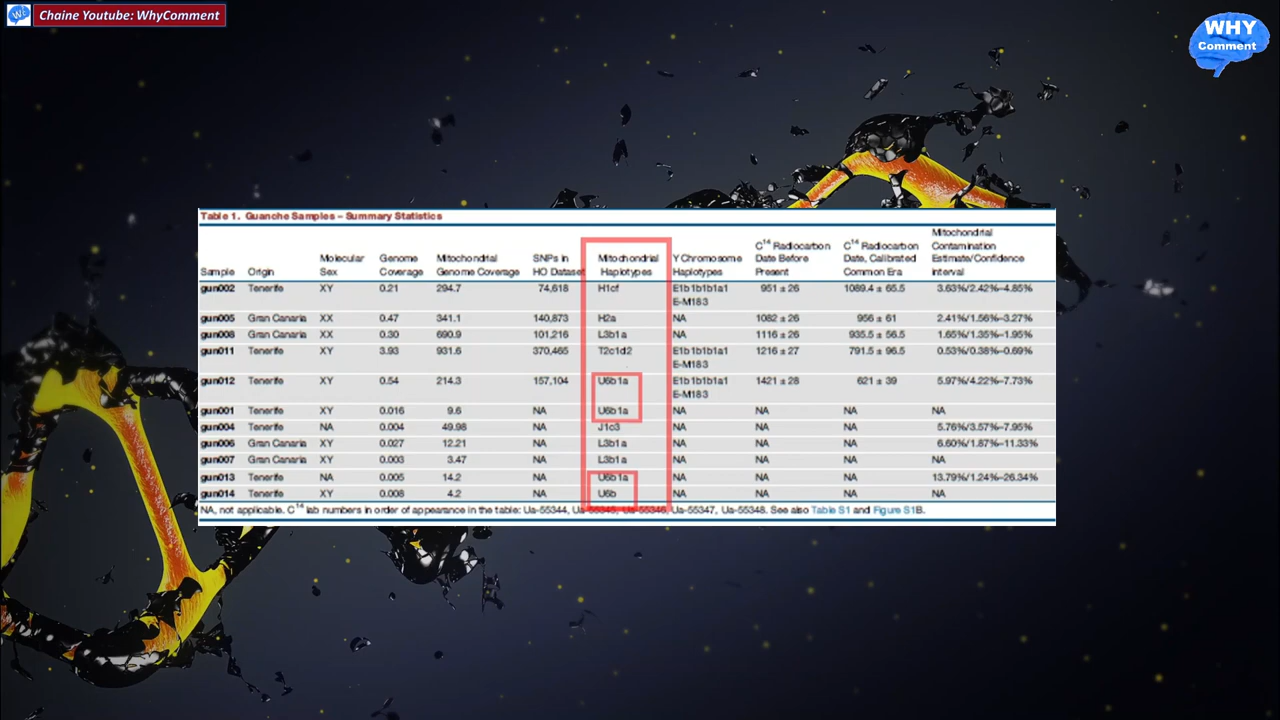 Chaine Youtube: WhyComment
WHY
Comment
Table 1. Guanche Samples – Summary Statistics
Sample Origin Molecular Sex Genome Coverage Mitochondrial Genome Coverage SNPs in HO Dataset Mitochondrial Haplotypes Y Chromosome Haplotypes C14 Radiocarbon Date Before Present C14 Radiocarbon Date, Calibrated Common Era Mitochondrial Contamination Estimate/Confidence Interval
gun002 Tenerife XY 0.21 294.7 74,618 H1cf E1b1b1b1a1 E-M183 951 ± 26 1089.4 ± 65.5 3.63%/2.42%–4.85%
gun005 Gran Canaria XX 0.47 341.1 140,873 H2a NA 1082 ± 26 956 ± 61 2.41%/1.56%–3.27%
gun008 Gran Canaria XX 0.30 690.9 101,216 L3b1a NA 1116 ± 26 935.5 ± 56.5 1.65%/1.35%–1.95%
gun011 Tenerife XY 3.93 931.6 370,465 T2c1d2 E1b1b1b1a1 E-M183 1216 ± 27 791.5 ± 96.5 0.53%/0.38%–0.69%
gun012 Tenerife XY 0.54 214.3 157,104 U6b1a E1b1b1b1a1 E-M183 1421 ± 28 621 ± 39 5.97%/4.22%–7.73%
gun001 Tenerife XY 0.016 9.6 NA U6b1a NA NA NA NA
gun004 Tenerife NA 0.004 49.98 NA J1c3 NA NA NA 5.76%/3.57%–7.95%
gun006 Gran Canaria XY 0.027 12.21 NA L3b1a NA NA NA 6.60%/1.87%–11.33%
gun007 Gran Canaria XY 0.003 3.47 NA L3b1a NA NA NA NA
gun013 Tenerife NA 0.005 14.2 NA U6b1a NA NA NA 13.79%/1.24%–26.34%
gun014 Tenerife XY 0.008 4.2 NA U6b NA NA NA NA
NA, not applicable. C14 lab numbers in order of appearance in the table: Ua-55344, Ua-55345, Ua-55346, Ua-55347, Ua-55348. See also Table S1 and Figure S1B.